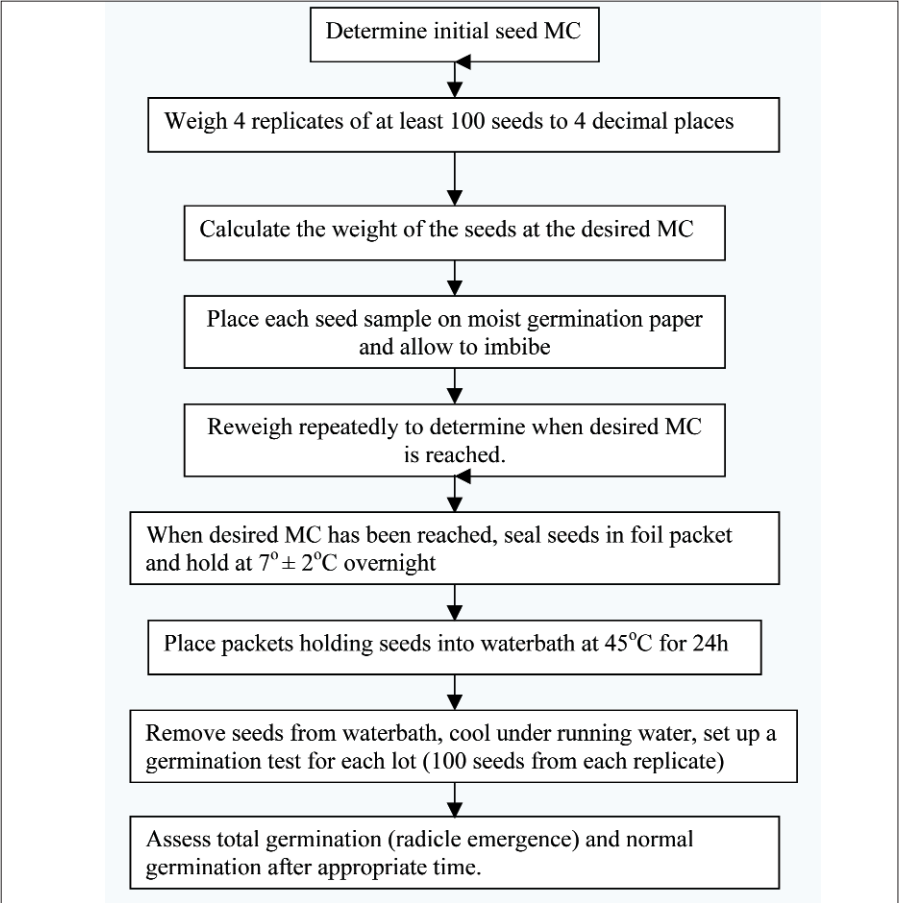 Determine initial seed MC
Weigh 4 replicates of at least 100 seeds to 4 decimal places
Calculate the weight of the seeds at the desired MC
Place each seed sample on moist germination paper
and allow to imbibe
Reweigh repeatedly to determine when desired MC
is reached.
When desired MC has been reached, seal seeds in foil packet
and hold at 7º ± 2ºC overnight
Place packets holding seeds into waterbath at 45ºC for 24h
Remove seeds from waterbath, cool under running water, set up a
germination test for each lot (100 seeds from each replicate)
Assess total germination (radicle emergence) and normal
germination after appropriate time.